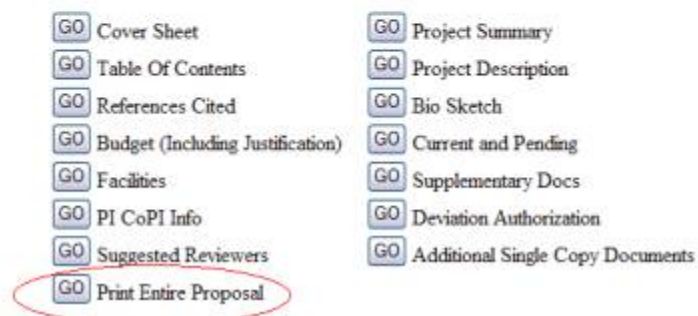 GO Cover Sheet
GO Table Of Contents
GO References Cited
GO Budget (Including Justification)
GO Facilities
GO PI CoPI Info
GO Suggested Reviewers
GO Print Entire Proposal
GO Project Summary
GO Project Description
GO Bio Sketch
GO Current and Pending
GO Supplementary Docs
GO Deviation Authorization
GO Additional Single Copy Documents